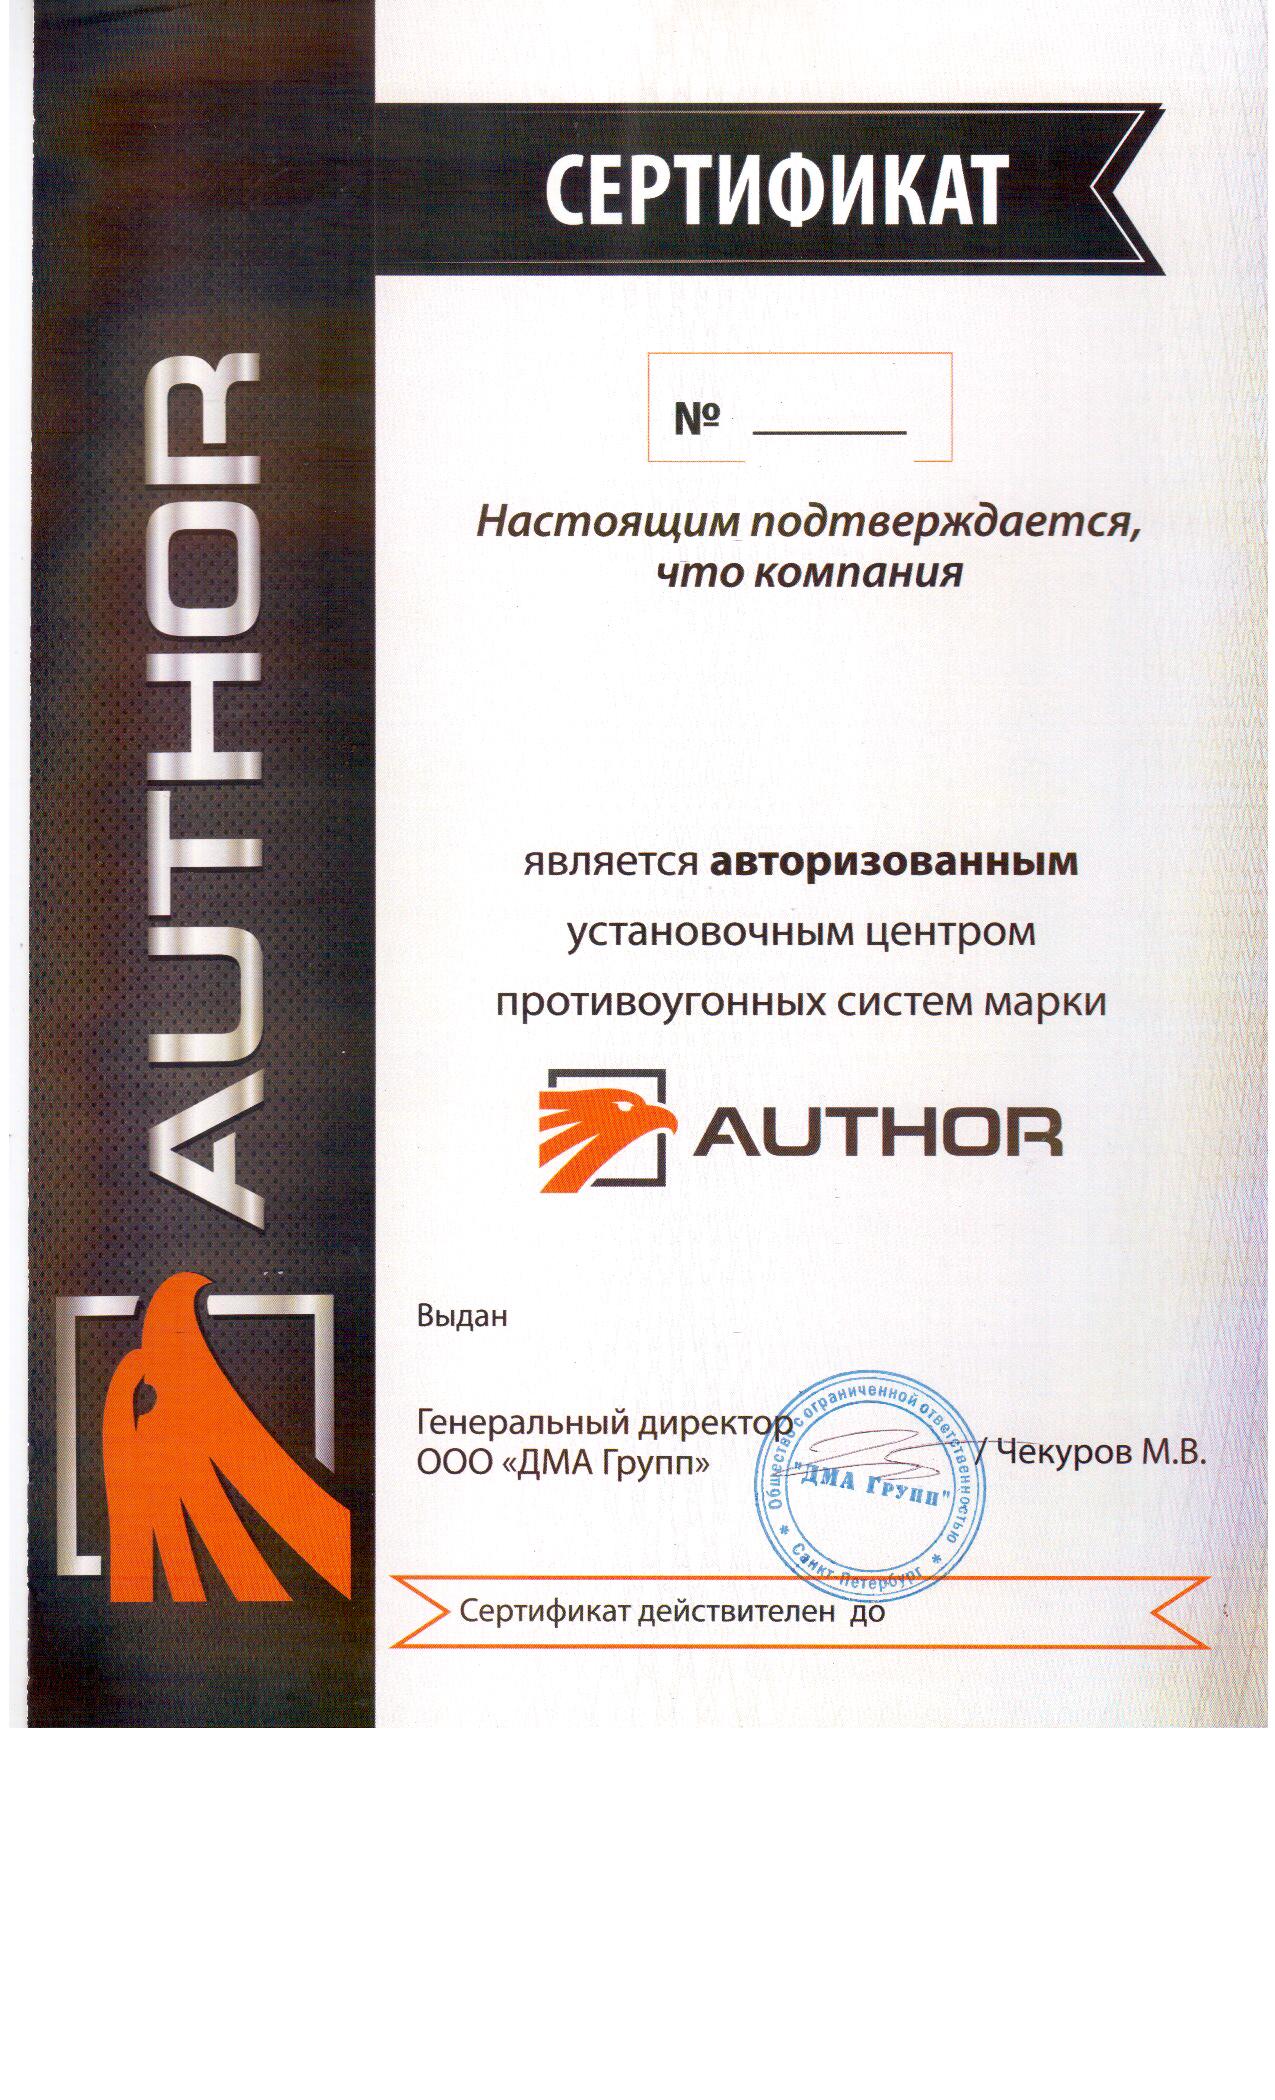 СЕРТИФИКАТ
№ ________
Настоящим подтверждается,
что компания
является авторизованным
установочным центром
противоугонных систем марки
AUTHOR
AUTHOR
Выдан
Генеральный директор
ООО «ДМА Групп»
/ Чекуров М.В.
Общество с ограниченной ответственностью
"ДМА Групп"
* Санкт-Петербург *
Сертификат действителен до